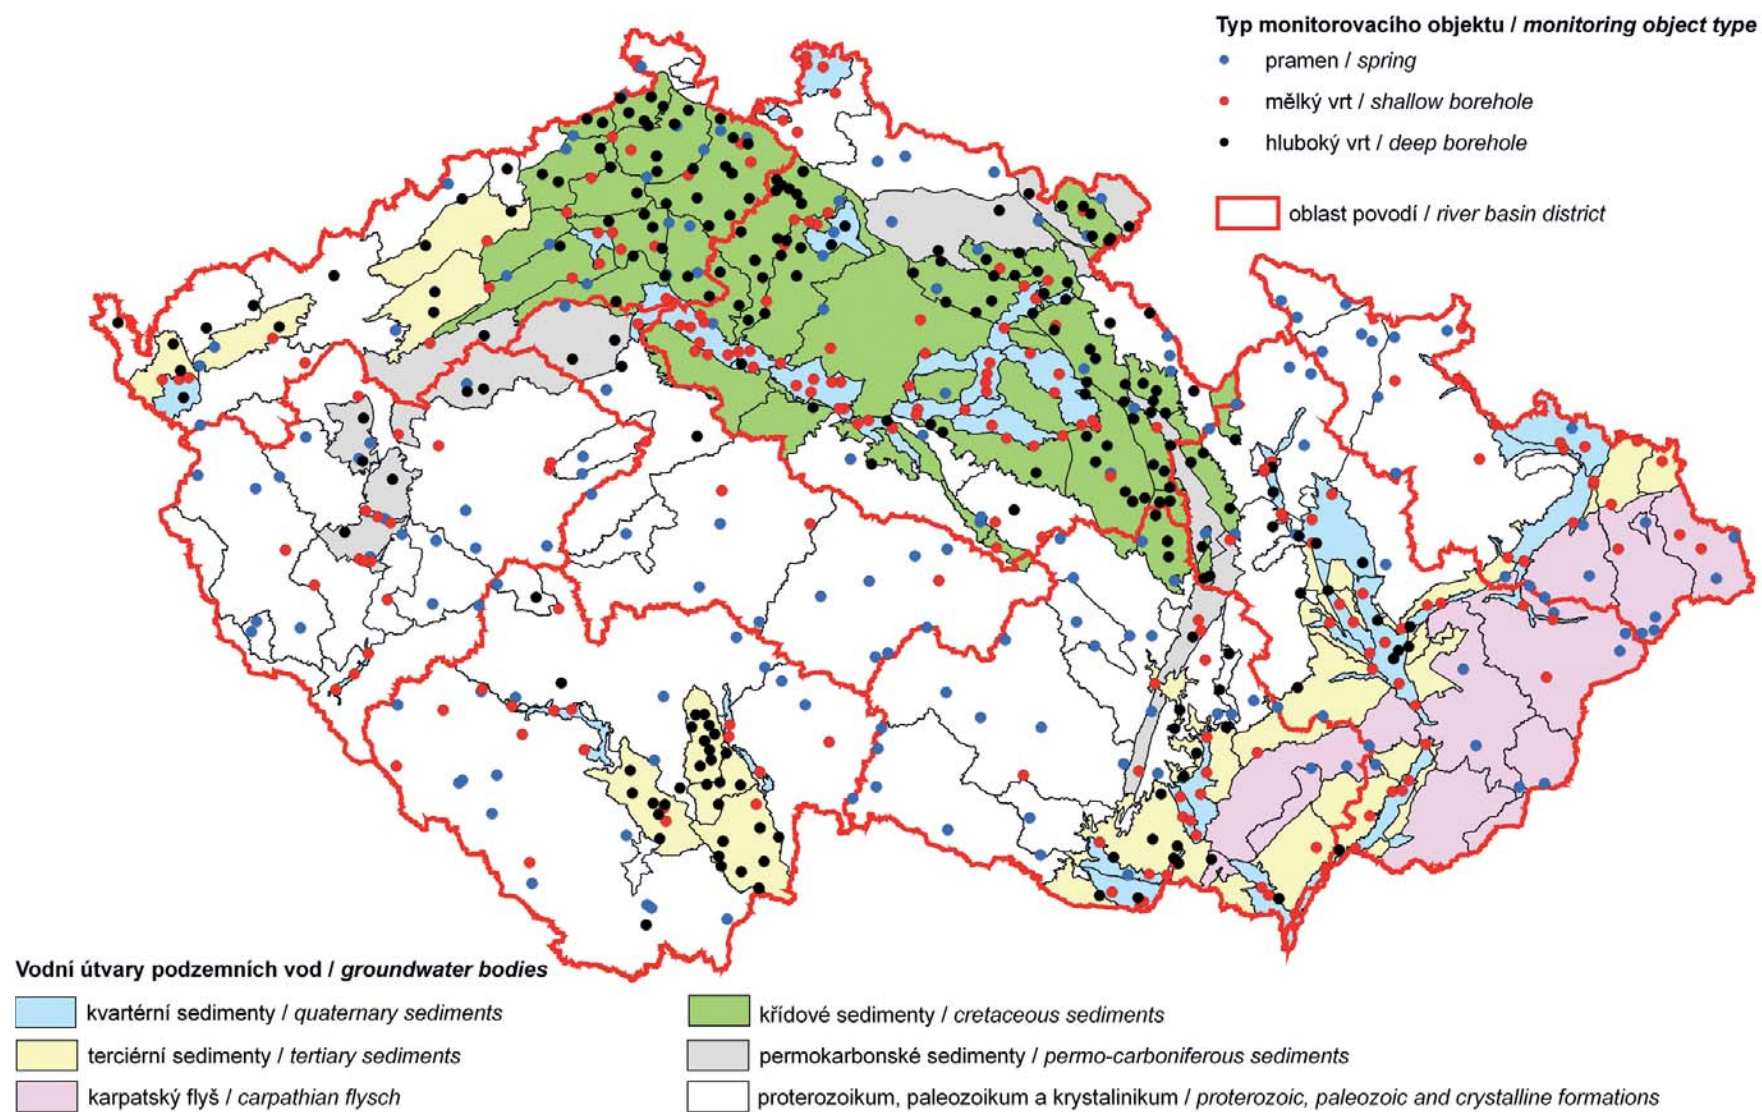 Typ monitorovacího objektu / monitoring object type
pramen / spring
mělký vrt / shallow borehole
hluboký vrt / deep borehole
oblast povodí / river basin district
Vodní útvary podzemních vod / groundwater bodies
kvartérní sedimenty / quaternary sediments
terciérní sedimenty / tertiary sediments
karpatský flyš / carpathian flysch
křídové sedimenty / cretaceous sediments
permokarbonské sedimenty / permo-carboniferous sediments
proterozoikum, paleozoikum a krystalinikum / proterozoic, paleozoic and crystalline formations